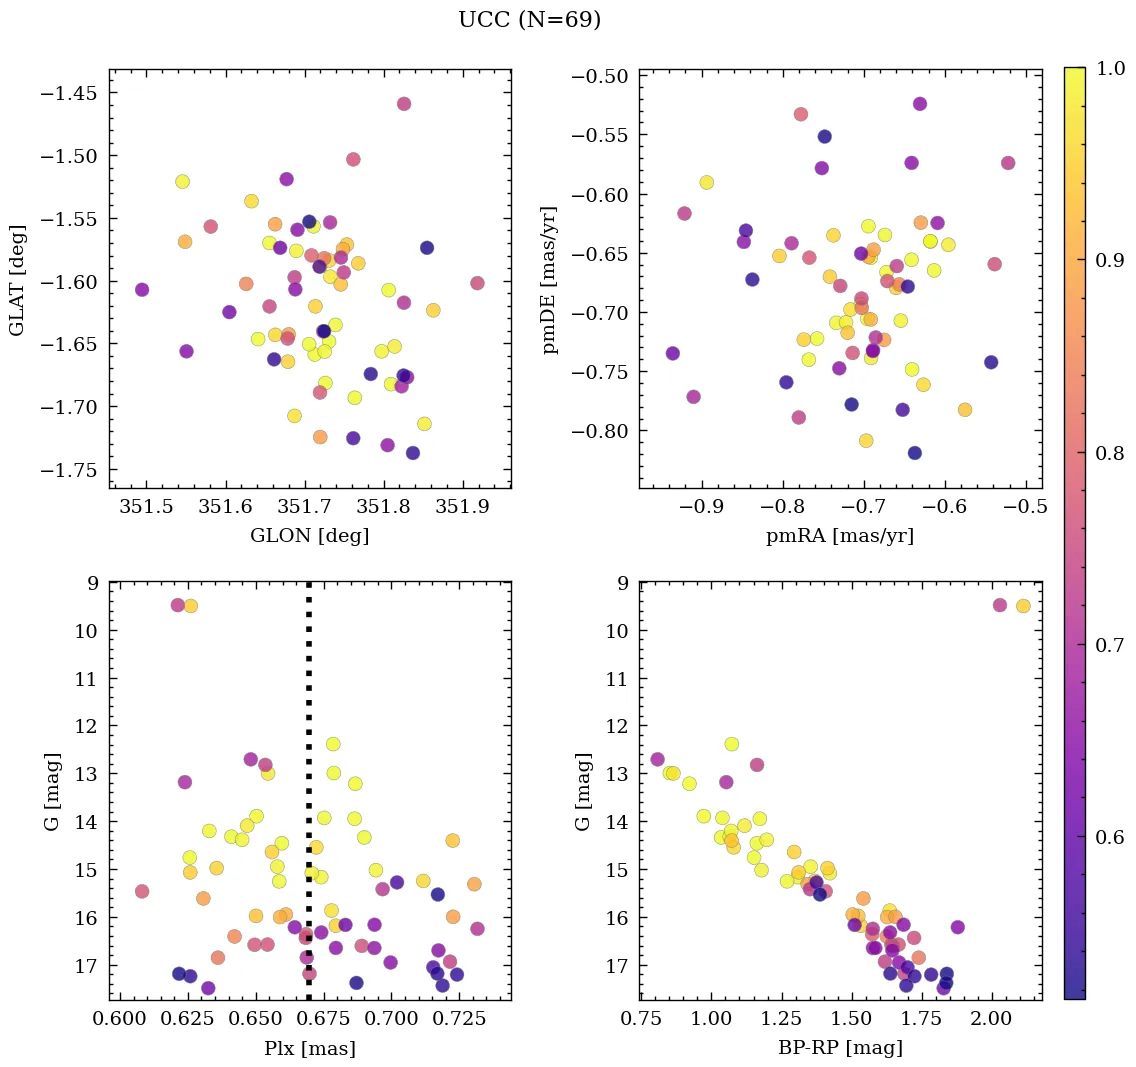 UCC (N=69)
−1.45
−1.50
−1.55
−1.60
−1.65
−1.70
−1.75
GLAT [deg]
351.5 351.6 351.7 351.8 351.9
GLON [deg]
−0.50
−0.55
−0.60
−0.65
−0.70
−0.75
−0.80
pmDE [mas/yr]
−0.9 −0.8 −0.7 −0.6 −0.5
pmRA [mas/yr]
1.0
0.9
0.8
0.7
0.6
9
10
11
12
13
14
15
16
17
G [mag]
0.600 0.625 0.650 0.675 0.700 0.725
Plx [mas]
9
10
11
12
13
14
15
16
17
G [mag]
0.75 1.00 1.25 1.50 1.75 2.00
BP-RP [mag]